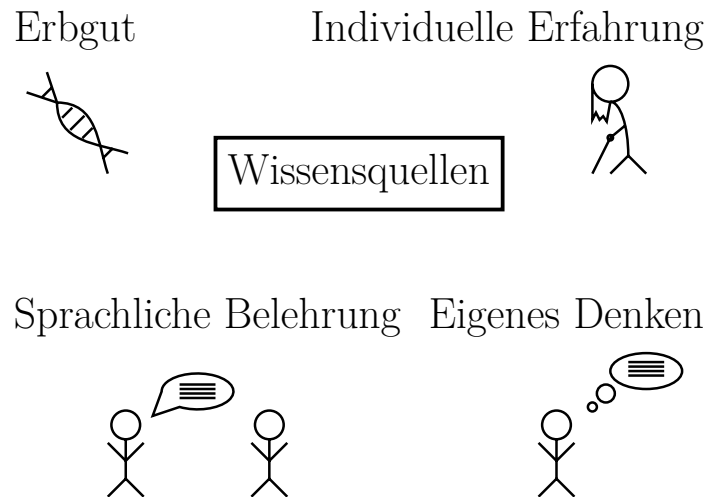 Erbgut
Individuelle Erfahrung
Wissensquellen
Sprachliche Belehrung
Eigenes Denken